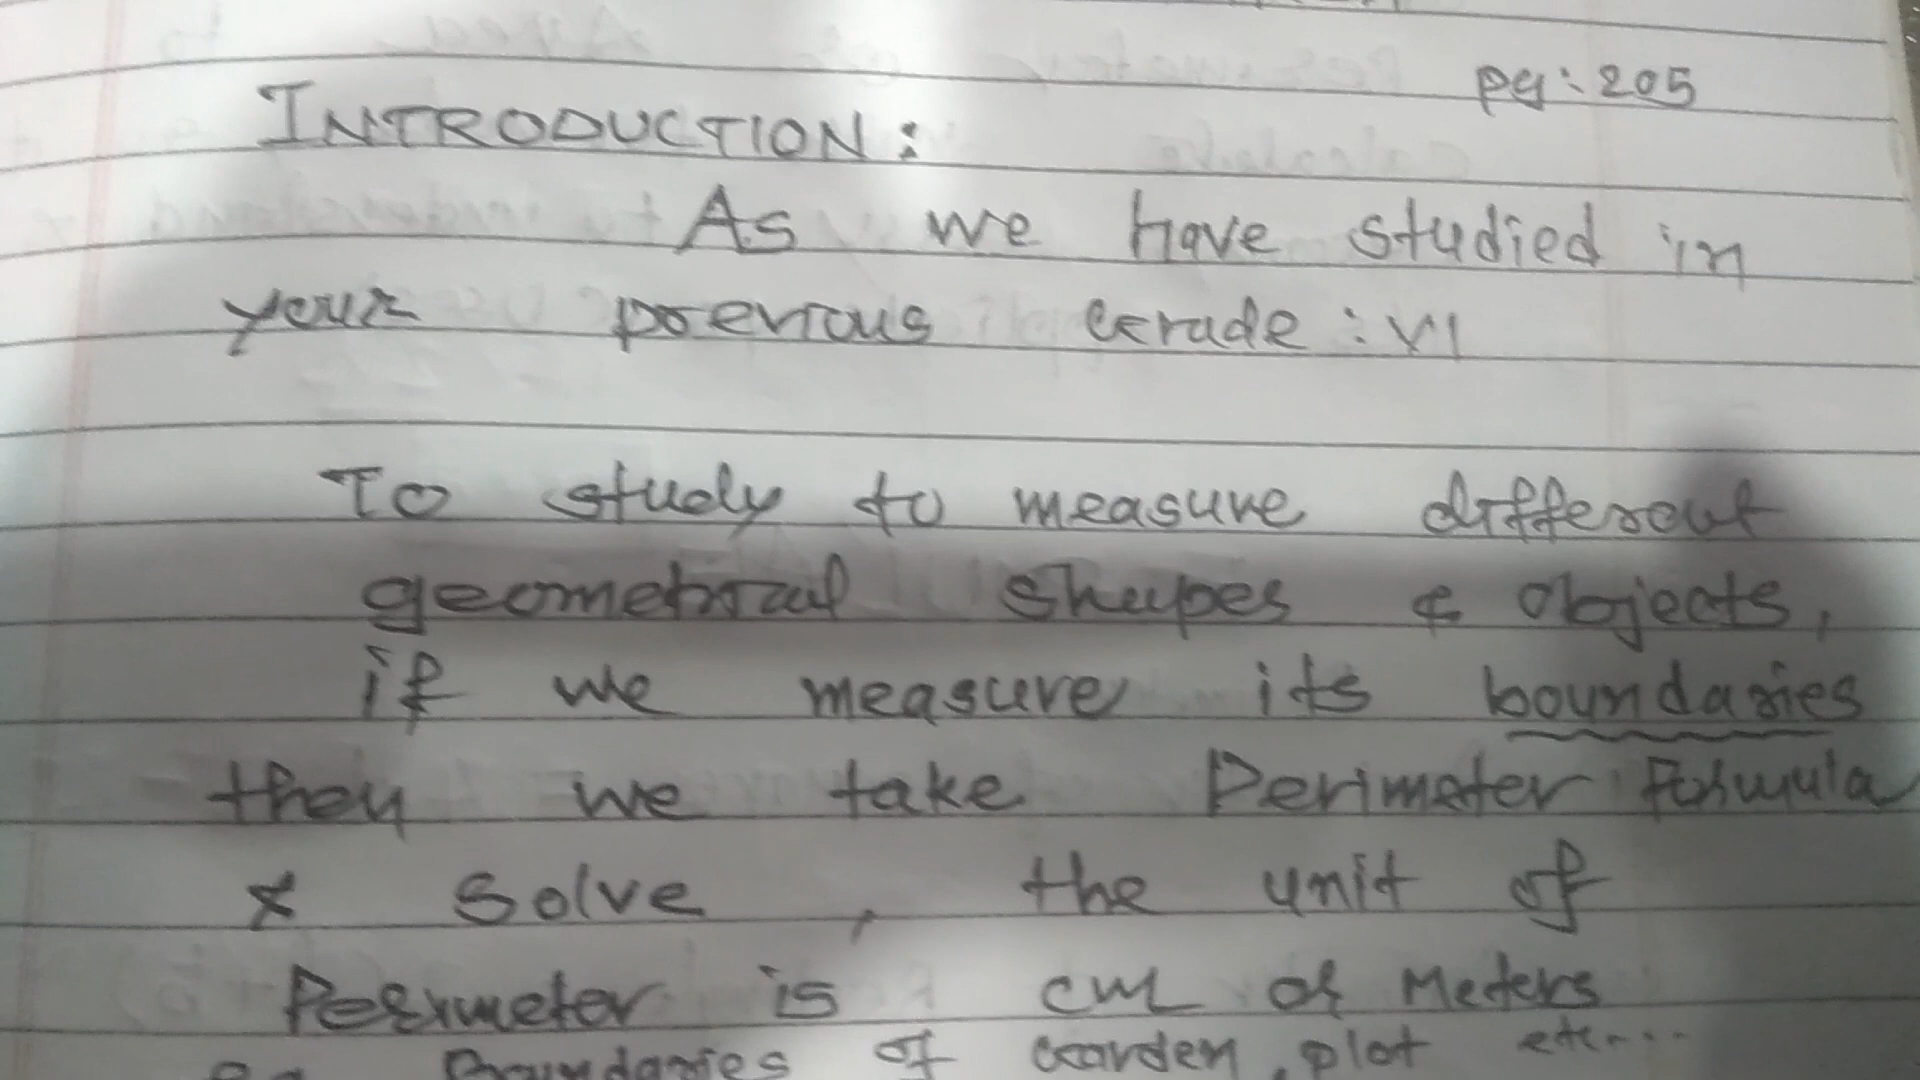 pg: 205
INTRODUCTION:
As we have studied in
your previous Grade: VI
To study to measure different
geometrical shapes & objects,
if we measure its boundaries
then we take Perimeter Formula
& solve, the unit of
Perimeter is cm or Meters
eg Boundaries of Garden, plot etc....